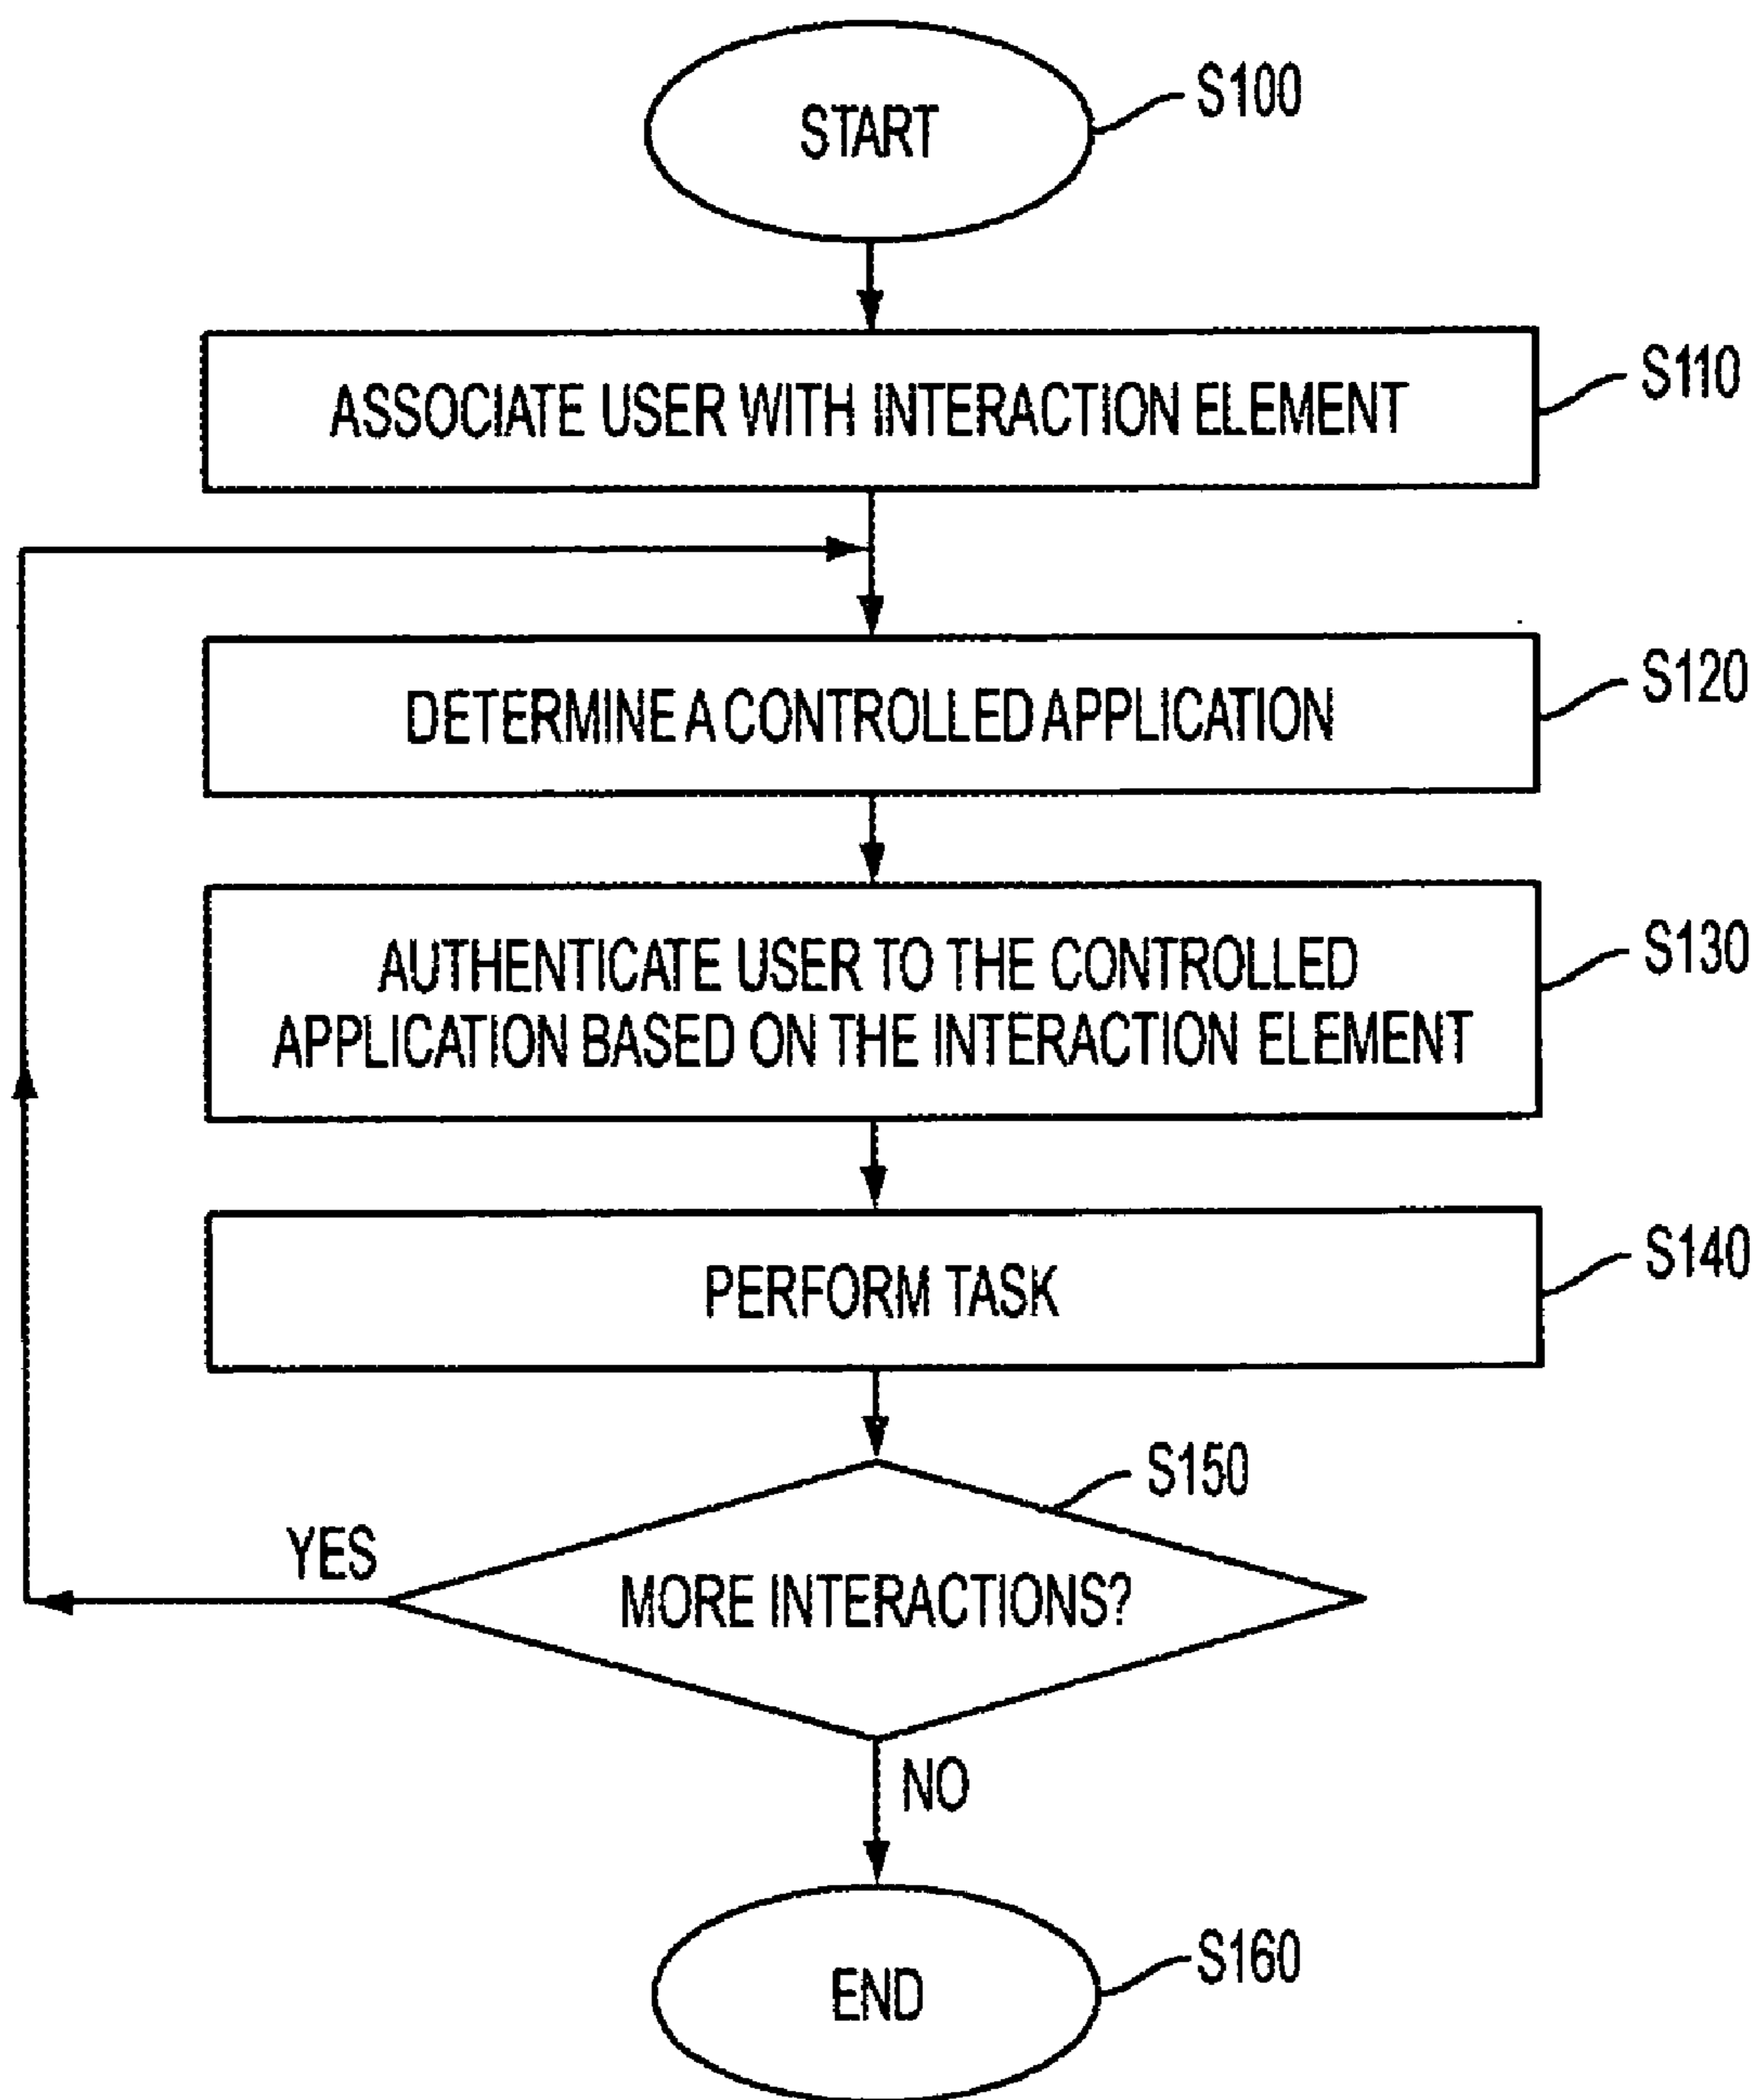 START
S100
ASSOCIATE USER WITH INTERACTION ELEMENT
S110
DETERMINE A CONTROLLED APPLICATION
S120
AUTHENTICATE USER TO THE CONTROLLED
APPLICATION BASED ON THE INTERACTION ELEMENT
S130
PERFORM TASK
S140
S150
YES
MORE INTERACTIONS?
NO
END
S160